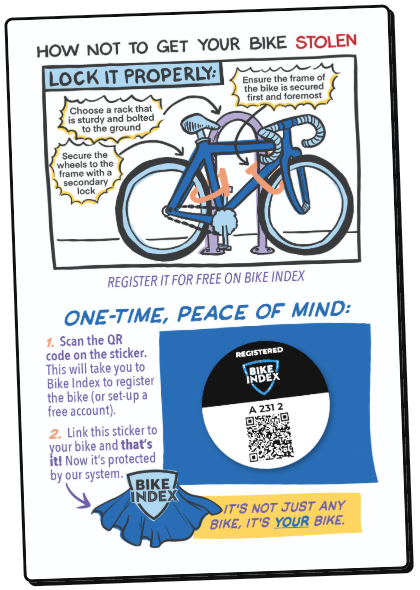 HOW NOT TO GET YOUR BIKE STOLEN
LOCK IT PROPERLY:
Ensure the frame of
the bike is secured
first and foremost
Choose a rack that
is sturdy and bolted
to the ground
Secure the
wheels to the
frame with a
secondary
lock
REGISTER IT FOR FREE ON BIKE INDEX
ONE-TIME, PEACE OF MIND:
1. Scan the QR
code on the sticker.
This will take you to
Bike Index to register
the bike (or set-up a
free account).
2. Link this sticker to
your bike and that's
it! Now it's protected
by our system.
REGISTERED
BIKE
INDEX
A 231 2
BIKE
INDEX
IT'S NOT JUST ANY
BIKE, IT'S YOUR BIKE.